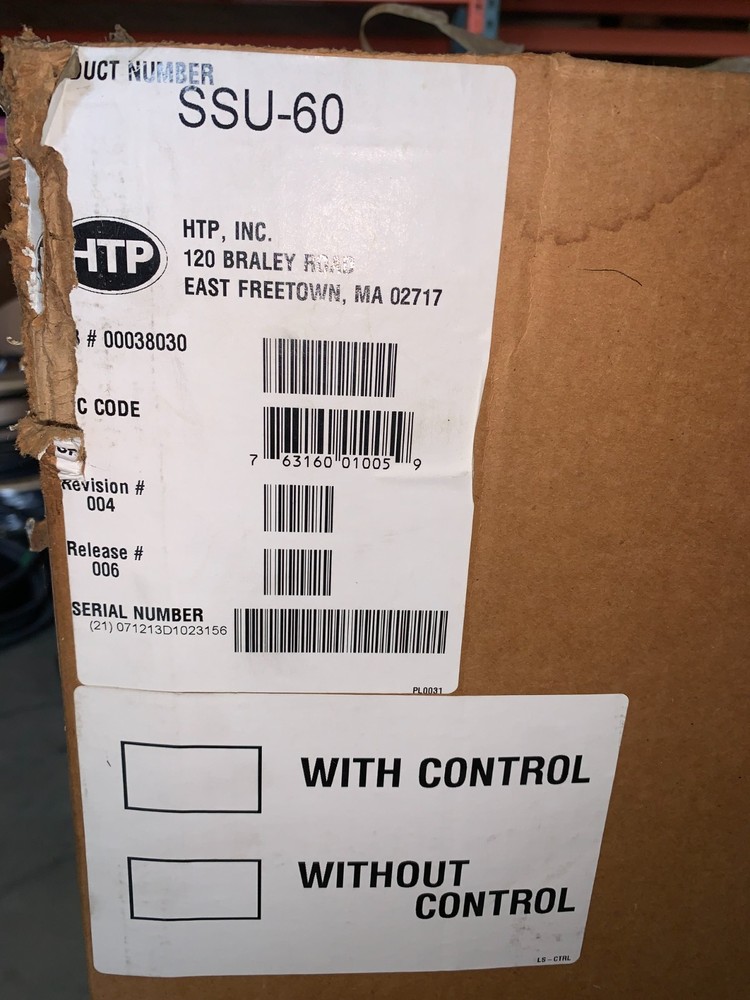 DUCT NUMBER
SSU-60
HTP
HTP, INC.
120 BRALEY ROAD
EAST FREETOWN, MA 02717
# 00038030
C CODE
7 63160 01005 9
Revision #
004
Release #
006
SERIAL NUMBER
(21) 071213D1023156
PL0031
WITH CONTROL
WITHOUT
CONTROL
LS-CTRL